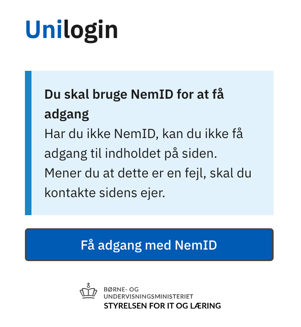 Unilogin
Du skal bruge NemID for at få
adgang
Har du ikke NemID, kan du ikke få
adgang til indholdet på siden.
Mener du at dette er en fejl, skal du
kontakte sidens ejer.
Få adgang med NemID
BØRNE- OG
UNDERVISNINGSMINISTERIET
STYRELSEN FOR IT OG LÆRING